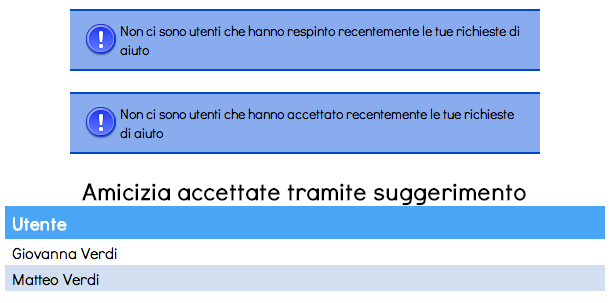 Non ci sono utenti che hanno respinto recentemente le tue richieste di
aiuto
Non ci sono utenti che hanno accettato recentemente le tue richieste
di aiuto
Amicizia accettate tramite suggerimento
Utente
Giovanna Verdi
Matteo Verdi